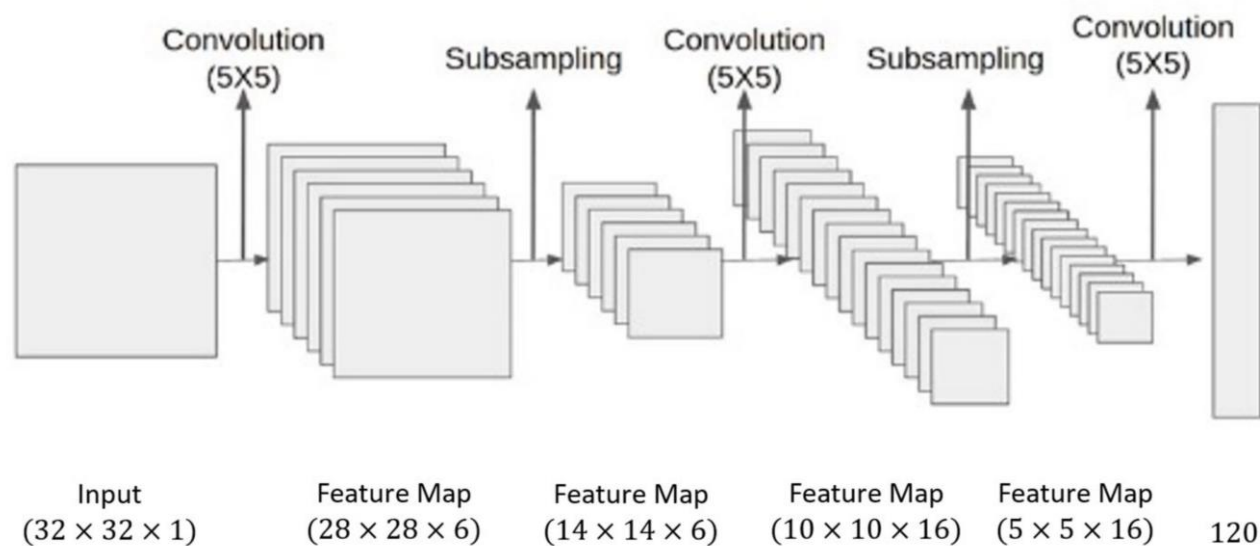 Convolution
(5X5)
Subsampling
Convolution
(5X5)
Subsampling
Convolution
(5X5)
Input
(32 × 32 × 1)
Feature Map
(28 × 28 × 6)
Feature Map
(14 × 14 × 6)
Feature Map
(10 × 10 × 16)
Feature Map
(5 × 5 × 16)
120